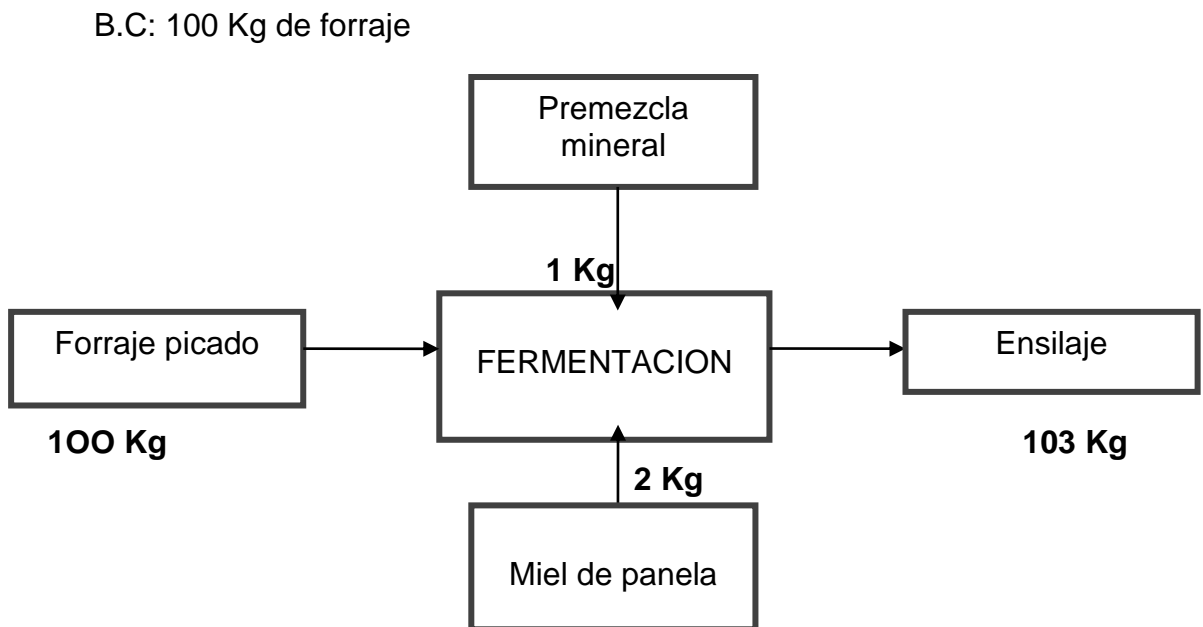 B.C: 100 Kg de forraje
Premezcla
mineral
1 Kg
Forraje picado
FERMENTACION
Ensilaje
1OO Kg
103 Kg
2 Kg
Miel de panela